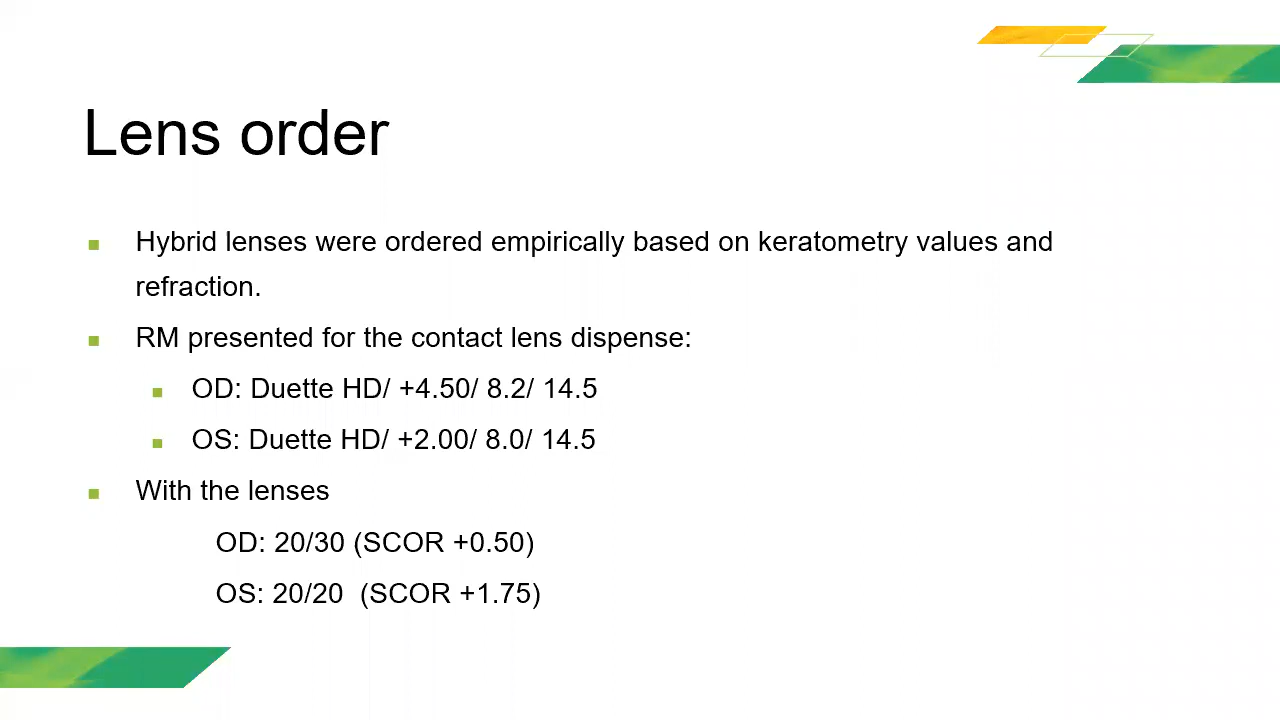 Lens order
Hybrid lenses were ordered empirically based on keratometry values and
refraction.
RM presented for the contact lens dispense:
OD: Duette HD/ +4.50/ 8.2/ 14.5
OS: Duette HD/ +2.00/ 8.0/ 14.5
With the lenses
OD: 20/30 (SCOR +0.50)
OS: 20/20  (SCOR +1.75)